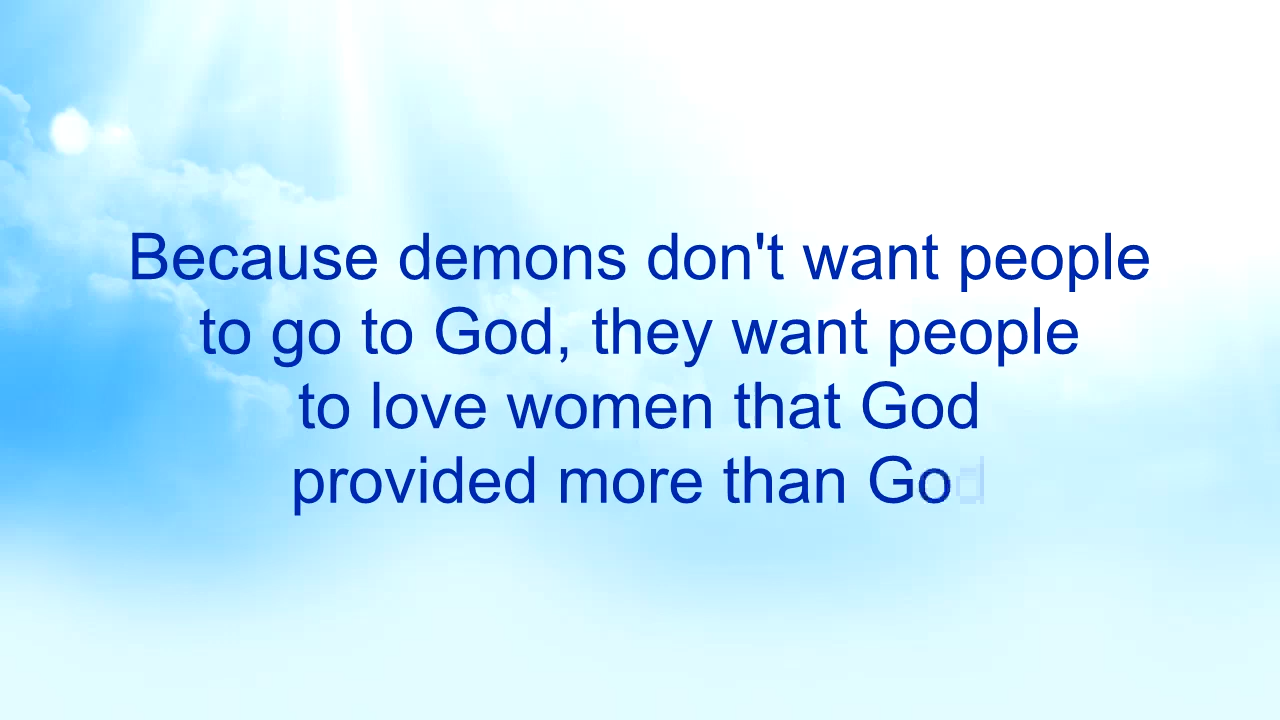 Because demons don't want people
to go to God, they want people
to love women that God
provided more than God